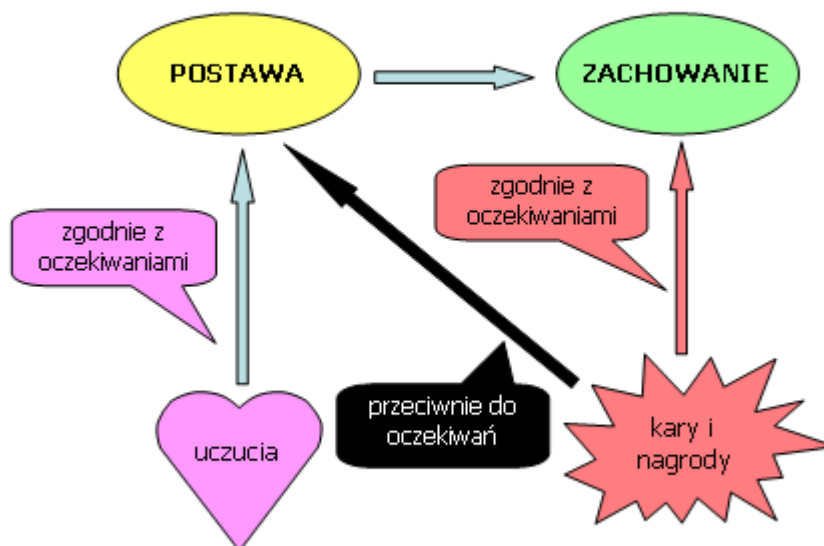 POSTAWA
ZACHOWANIE
zgodnie z
oczekiwaniami
zgodnie z
oczekiwaniami
przeciwnie do
oczekiwań
uczucia
kary i
nagrody